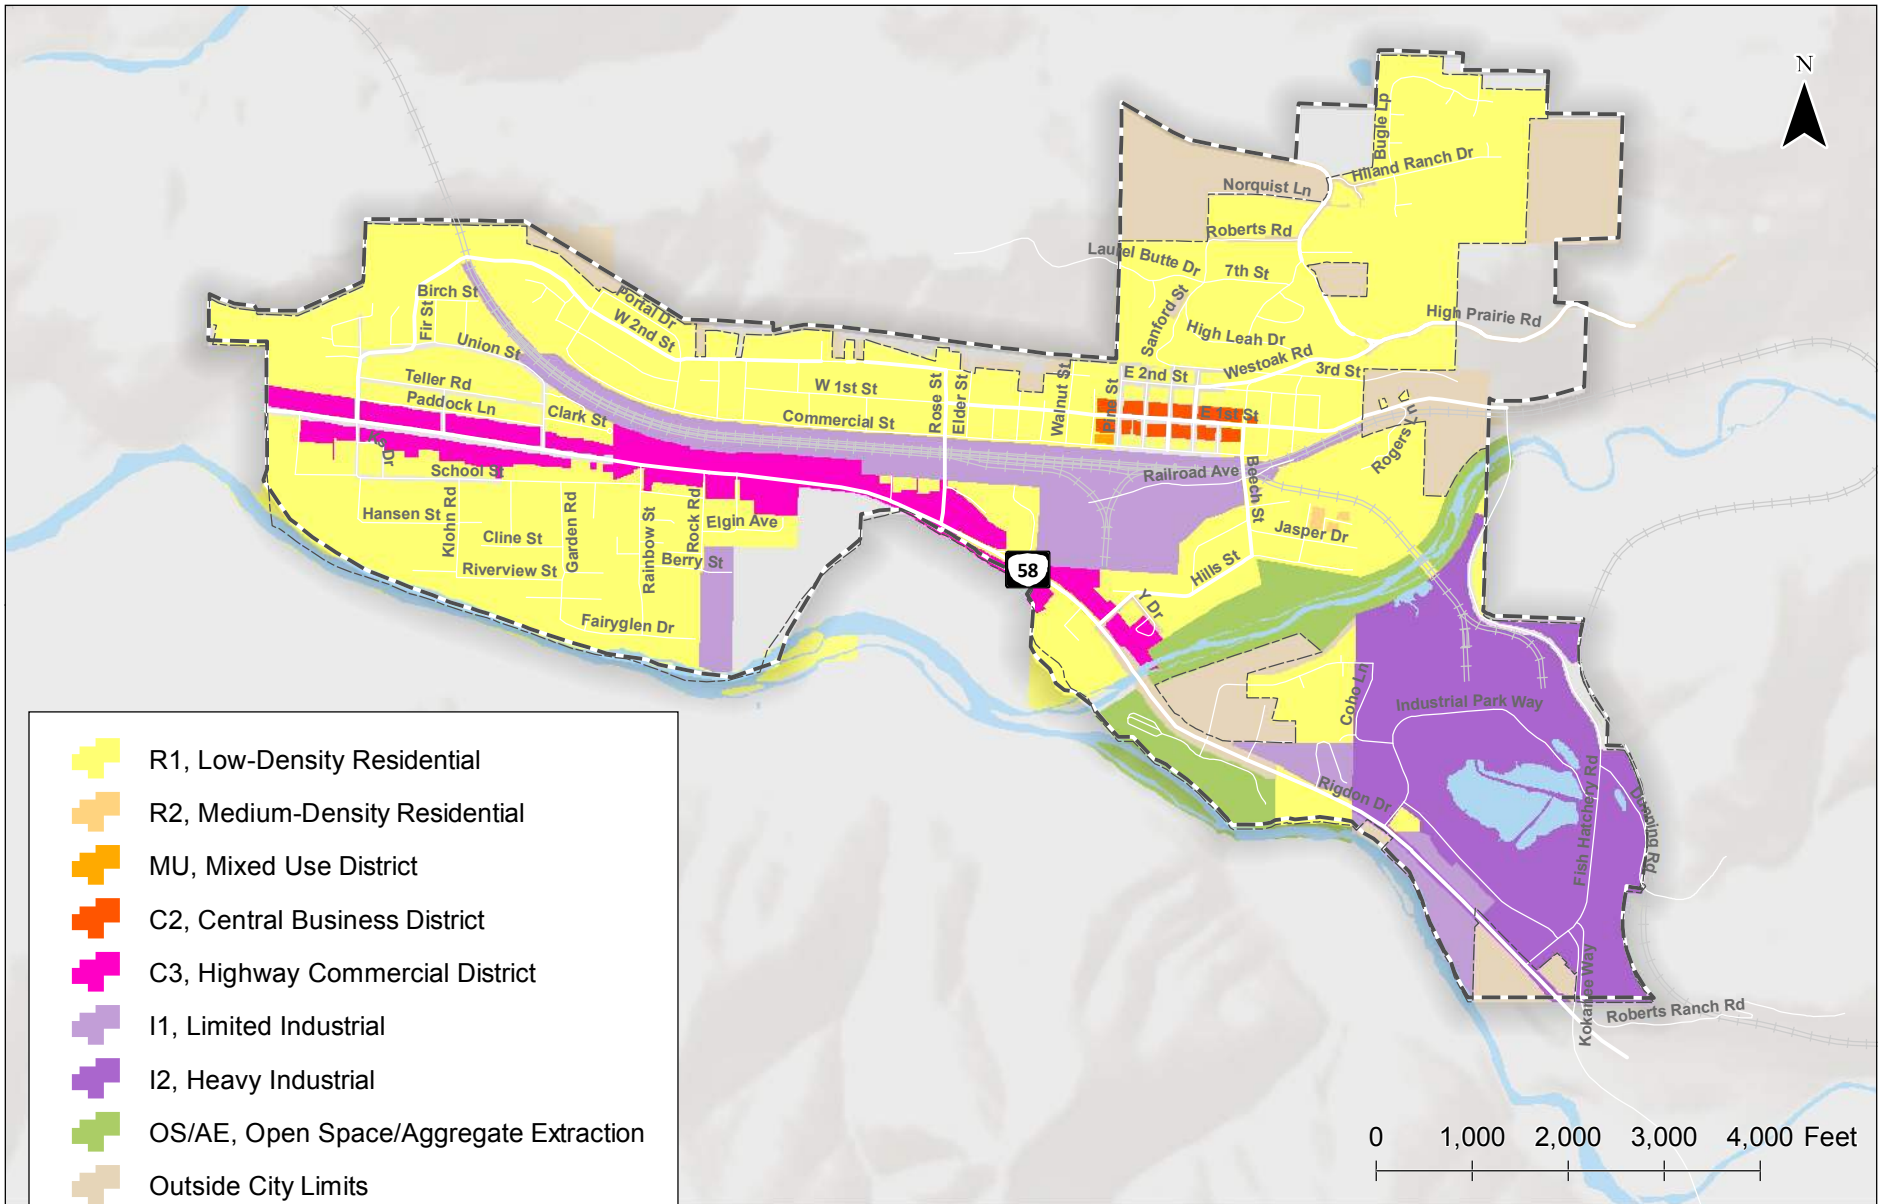 N
Bugle Lp
Hiland Ranch Dr
Norquist Ln
Roberts Rd
Laurel Butte Dr
7th St
Sanford St
High Prairie Rd
High Leah Dr
Westoak Rd
3rd St
E 2nd St
E 1st St
Pine St
Walnut St
Elder St
Rose St
Birch St
Fir St
Portal Dr
W 2nd St
Union St
Teller Rd
Paddock Ln
Clark St
W 1st St
Commercial St
School St
Hansen St
Klohn Rd
Cline St
Garden Rd
Riverview St
Rainbow St
Rock Rd
Elgin Ave
Berry St
Fairyglen Dr
58
Railroad Ave
Beech St
Rogers Ln
Jasper Dr
Hills St
Y Dr
Coho Ln
Industrial Park Way
Rigdon Dr
Fish Hatchery Rd
Dunning Rd
Kokanee Way
Roberts Ranch Rd
R1, Low-Density Residential
R2, Medium-Density Residential
MU, Mixed Use District
C2, Central Business District
C3, Highway Commercial District
I1, Limited Industrial
I2, Heavy Industrial
OS/AE, Open Space/Aggregate Extraction
Outside City Limits
0 1,000 2,000 3,000 4,000 Feet